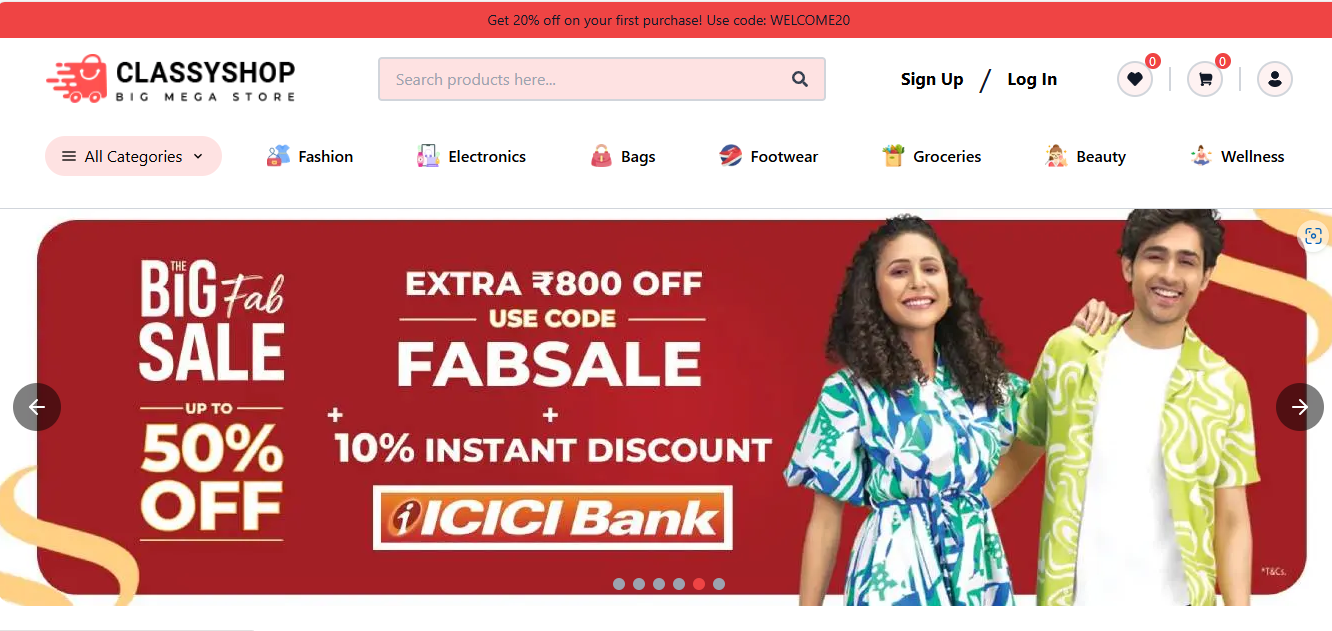 Get 20% off on your first purchase! Use code: WELCOME20
CLASSYSHOP
BIG MEGA STORE
Search products here...
Sign Up / Log In
0
0
All Categories
Fashion
Electronics
Bags
Footwear
Groceries
Beauty
Wellness
THE
BIG Fab
SALE
UP TO
50%
OFF
EXTRA ₹800 OFF
USE CODE
FABSALE
+ +
10% INSTANT DISCOUNT
i ICICI Bank
*T&Cs.